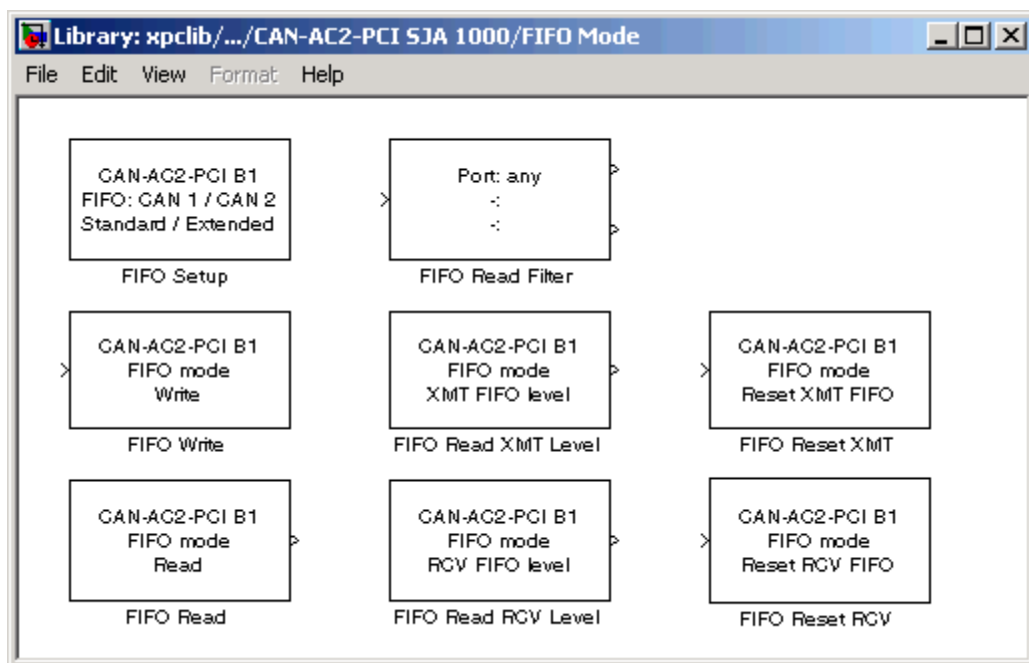 Library: xpclib/.../CAN-AC2-PCI SJA 1000/FIFO Mode
File Edit View Format Help
CAN-AC2-PCI B1
FIFO: CAN 1 / CAN 2
Standard / Extended
FIFO Setup
Port: any
-:
-:
FIFO Read Filter
CAN-AC2-PCI B1
FIFO mode
Write
FIFO Write
CAN-AC2-PCI B1
FIFO mode
XMT FIFO level
FIFO Read XMT Level
CAN-AC2-PCI B1
FIFO mode
Reset XMT FIFO
FIFO Reset XMT
CAN-AC2-PCI B1
FIFO mode
Read
FIFO Read
CAN-AC2-PCI B1
FIFO mode
RCV FIFO level
FIFO Read RCV Level
CAN-AC2-PCI B1
FIFO mode
Reset RCV FIFO
FIFO Reset RCV